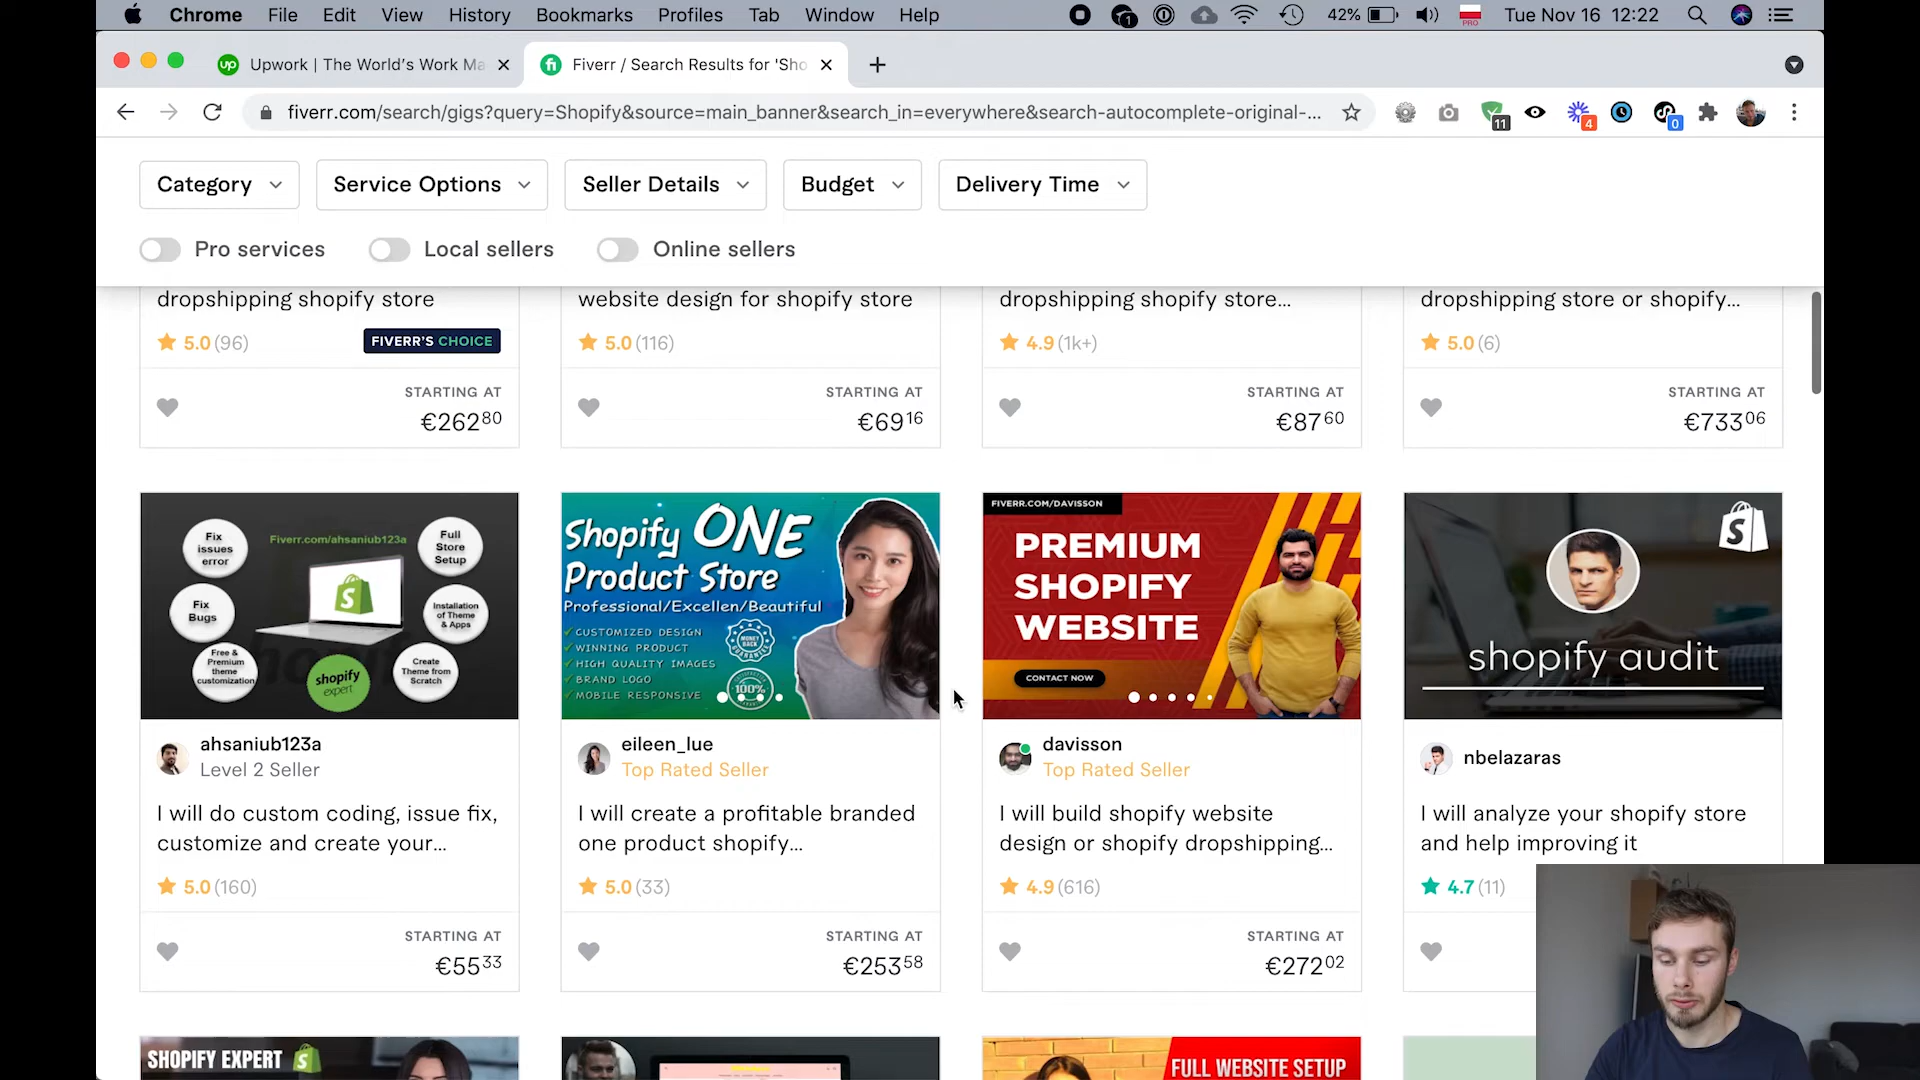 Chrome File Edit View History Bookmarks Profiles Tab Window Help
1 42% PRO Tue Nov 16 12:22
up Upwork | The World's Work Ma
fi Fiverr / Search Results for 'Sho
fiverr.com/search/gigs?query=Shopify&source=main_banner&search_in=everywhere&search-autocomplete-original-...
11 4 0
Category Service Options Seller Details Budget Delivery Time
Pro services Local sellers Online sellers
dropshipping shopify store
5.0 (96) FIVERR'S CHOICE
STARTING AT
€262 80
website design for shopify store
5.0 (116)
STARTING AT
€69 16
dropshipping shopify store...
4.9 (1k+)
STARTING AT
€87 60
dropshipping store or shopify...
5.0 (6)
STARTING AT
€733 06
Fiverr.com/ahsaniub123a
Fix
issues
error
Full
Store
Setup
Fix
Bugs
Installation
of Theme
& Apps
Free &
Premium
theme
customization
shopify
expert
Create
Theme from
Scratch
S
ahsaniub123a
Level 2 Seller
I will do custom coding, issue fix,
customize and create your...
5.0 (160)
STARTING AT
€55 33
Shopify ONE
Product Store
Professional/Excellen/Beautiful
CUSTOMIZED DESIGN
WINNING PRODUCT
HIGH QUALITY IMAGES
BRAND LOGO
MOBILE RESPONSIVE
MONEY BACK
100%
eileen_lue
Top Rated Seller
I will create a profitable branded
one product shopify...
5.0 (33)
STARTING AT
€253 58
FIVERR.COM/DAVISSON
PREMIUM
SHOPIFY
WEBSITE
CONTACT NOW
davisson
Top Rated Seller
I will build shopify website
design or shopify dropshipping...
4.9 (616)
STARTING AT
€272 02
S
shopify audit
nbelazaras
I will analyze your shopify store
and help improving it
4.7 (11)
SHOPIFY EXPERT S
FULL WEBSITE SETUP